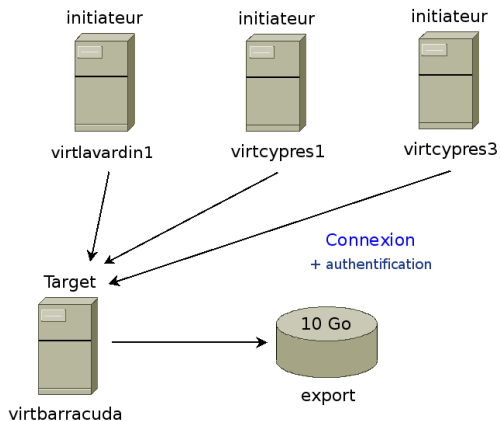 initiateur
initiateur
initiateur
virtlavardin1
virtcypres1
virtcypres3
Connexion
+ authentification
Target
10 Go
export
virtbarracuda